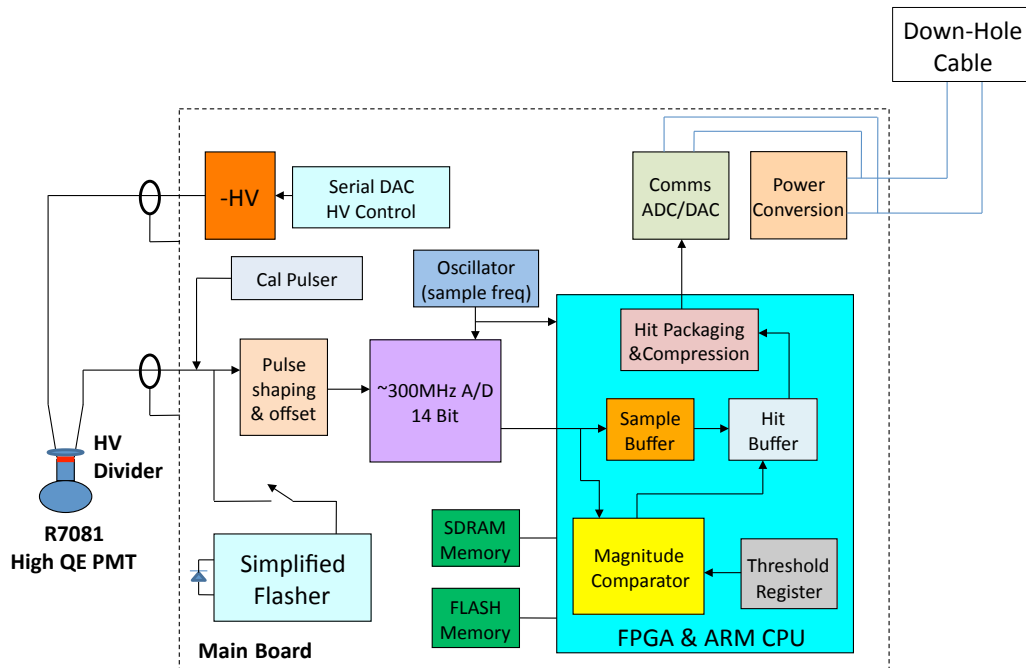 Down-Hole
Cable
-HV
Serial DAC
HV Control
Comms
ADC/DAC
Power
Conversion
Cal Pulser
Oscillator
(sample freq)
Hit Packaging
&Compression
Pulse
shaping
& offset
~300MHz A/D
14 Bit
Sample
Buffer
Hit
Buffer
HV
Divider
R7081
High QE PMT
SDRAM
Memory
Magnitude
Comparator
Threshold
Register
Simplified
Flasher
FLASH
Memory
Main Board
FPGA & ARM CPU